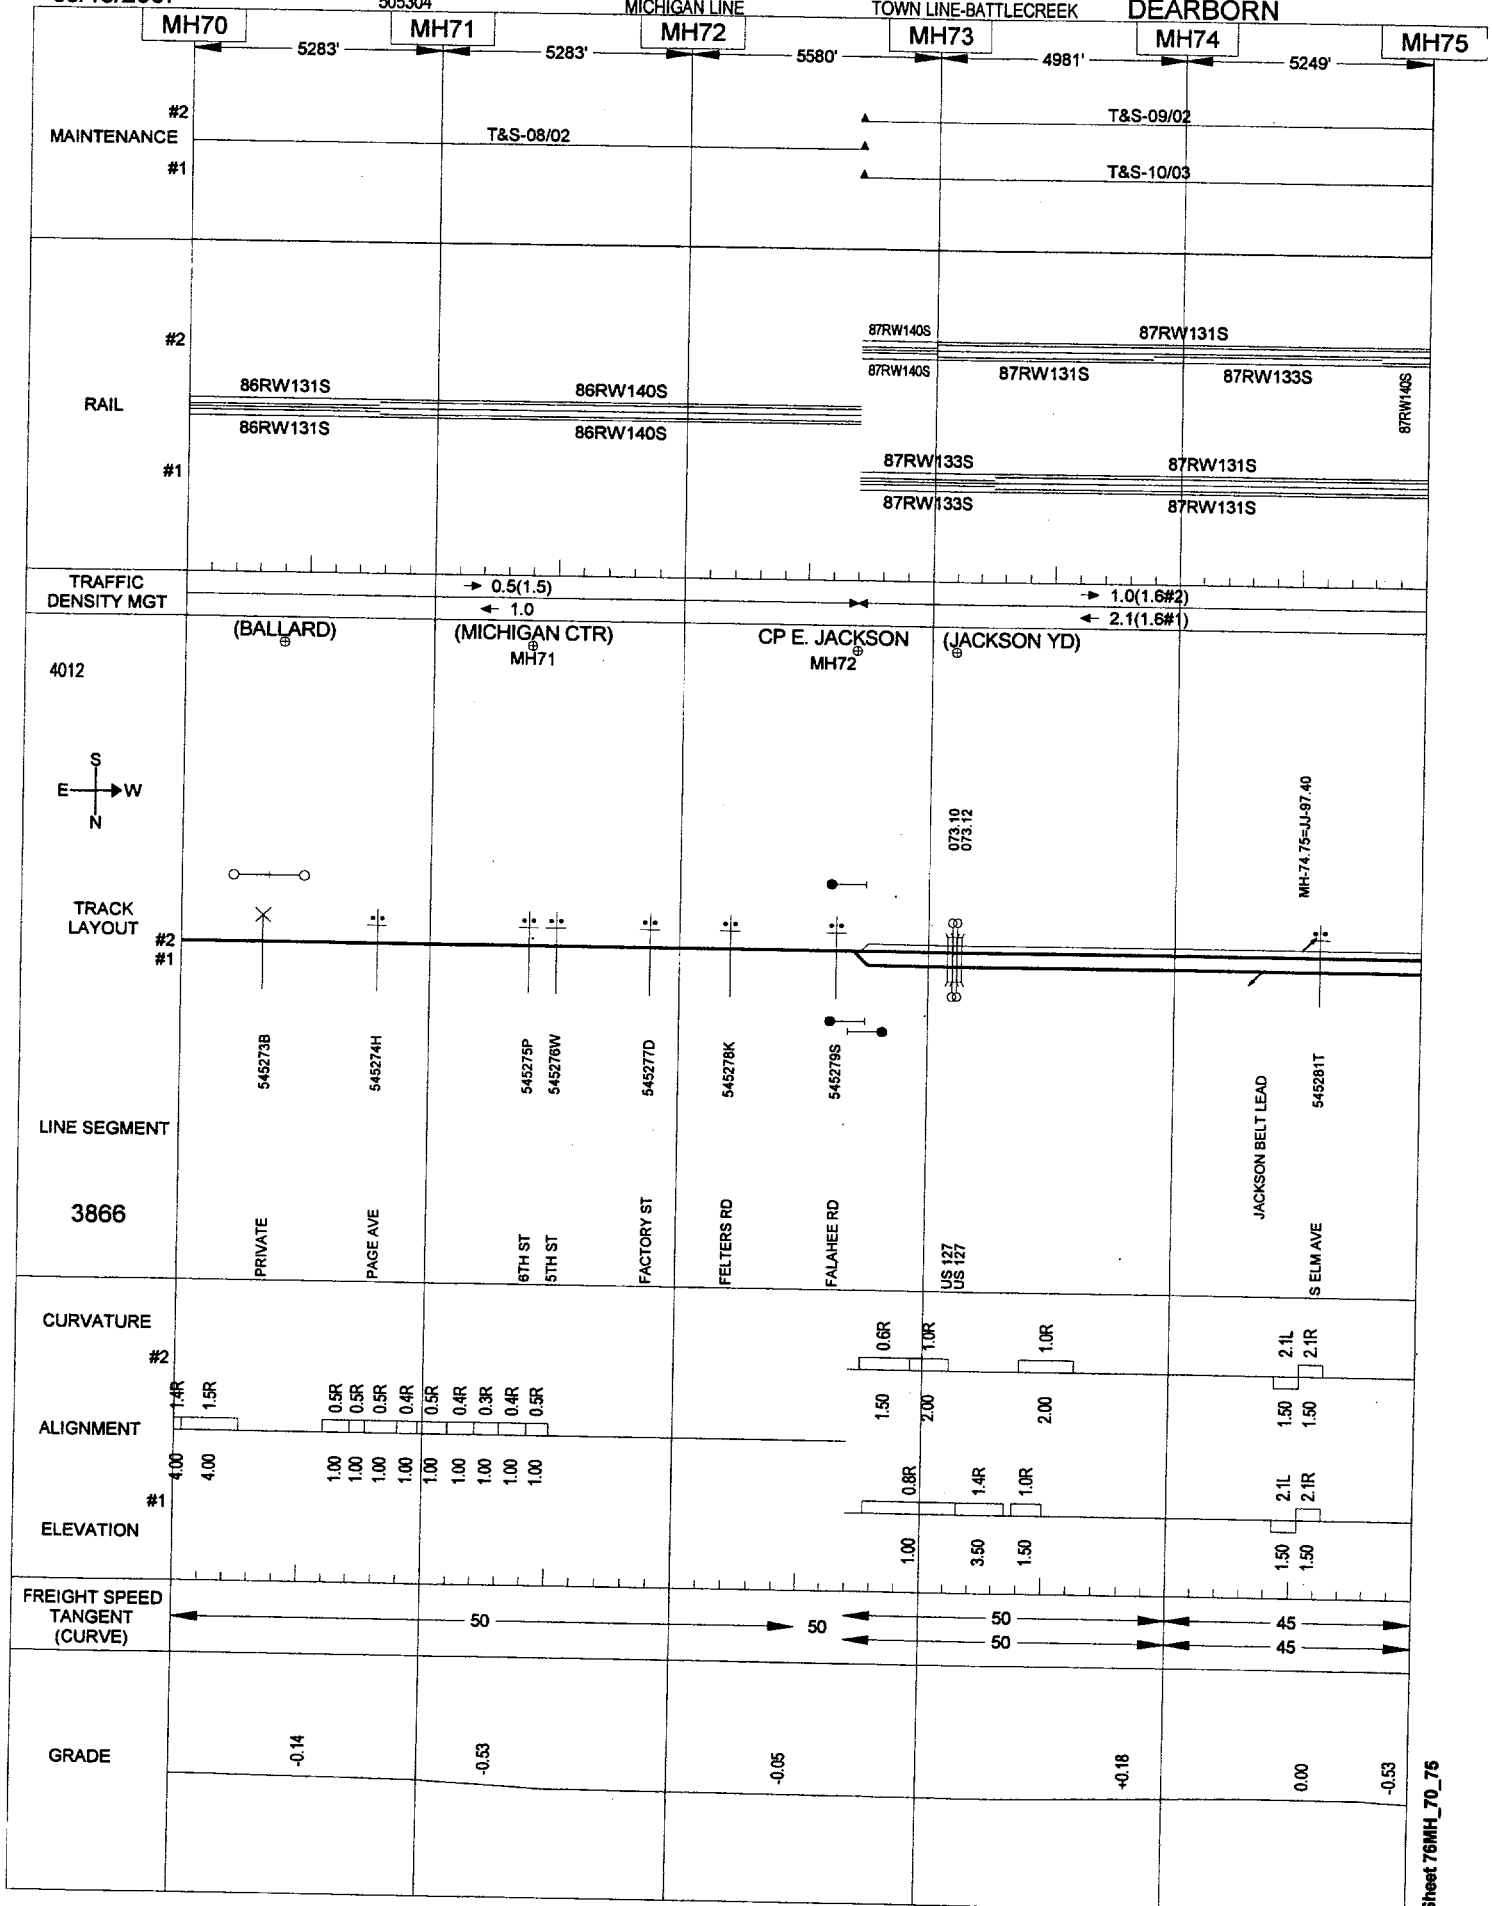 505304 MICHIGAN LINE TOWN LINE-BATTLECREEK DEARBORN
MH70 MH71 MH72 MH73 MH74 MH75
5283' 5283' 5580' 4981' 5249'
#2
MAINTENANCE
#1
T&S-08/02
T&S-09/02
T&S-10/03
RAIL
#2
#1
86RW131S 86RW140S
86RW131S 86RW140S
87RW140S 87RW131S
87RW140S 87RW131S 87RW133S 87RW140S
87RW133S 87RW131S
87RW133S 87RW131S
TRAFFIC
DENSITY MGT
0.5(1.5) 1.0(1.6#2)
1.0 2.1(1.6#1)
(BALLARD) (MICHIGAN CTR) CP E. JACKSON (JACKSON YD)
MH71 MH72
4012
S
E W
N
073.10
073.12
MH-74.75=JJ-97.40
TRACK
LAYOUT
#2
#1
545273B
545274H
545275P
545276W
545277D
545278K
545279S
545281T
LINE SEGMENT
3866
PRIVATE
PAGE AVE
6TH ST
5TH ST
FACTORY ST
FELTERS RD
FALAHEE RD
US 127
US 127
JACKSON BELT LEAD
S ELM AVE
CURVATURE
#2
0.6R 1.0R 1.0R 2.1L 2.1R
1.50 2.00 2.00 1.50 1.50
ALIGNMENT
1.4R 1.5R 0.5R 0.5R 0.5R 0.4R 0.5R 0.4R 0.3R 0.4R 0.5R
4.00 4.00 1.00 1.00 1.00 1.00 1.00 1.00 1.00 1.00 1.00
#1
ELEVATION
0.8R 1.4R 1.0R 2.1L 2.1R
1.00 3.50 1.50 1.50 1.50
FREIGHT SPEED
TANGENT
(CURVE)
50 50 50 45
50 45
GRADE
-0.14 -0.53 -0.05 +0.18 0.00 -0.53
Sheet 76MH_70_75